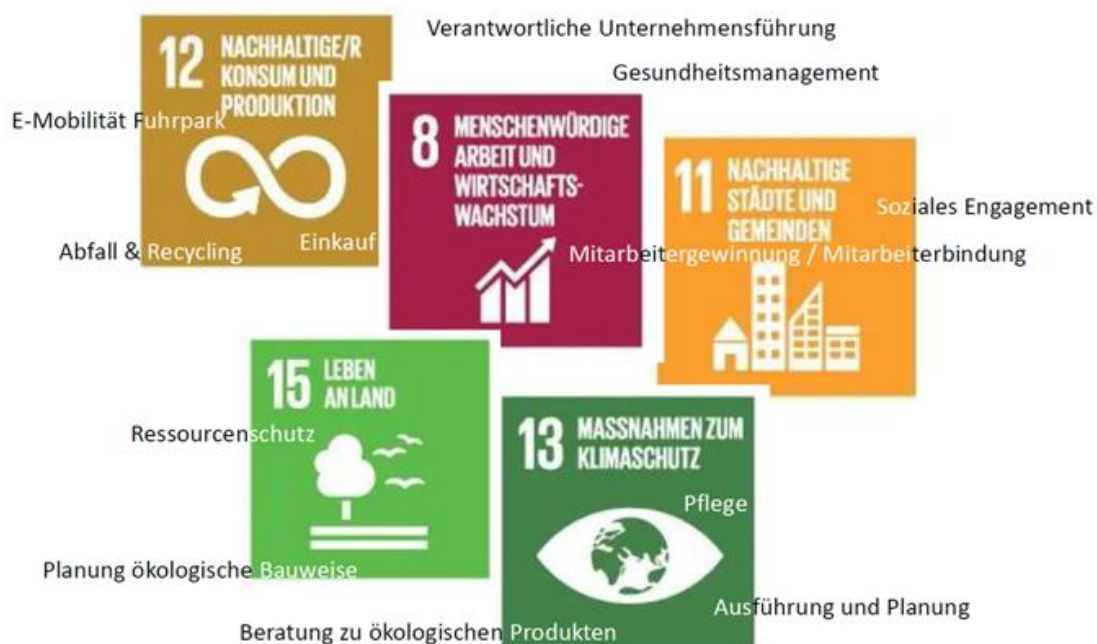 Verantwortliche Unternehmensführung
12 NACHHALTIGE/R
KONSUM UND
PRODUKTION
Gesundheitsmanagement
E-Mobilität Fuhrpark
8 MENSCHENWÜRDIGE
ARBEIT UND
WIRTSCHAFTS-
WACHSTUM
11 NACHHALTIGE
STÄDTE UND
GEMEINDEN
Soziales Engagement
Abfall & Recycling
Einkauf
Mitarbeitergewinnung / Mitarbeiterbindung
15 LEBEN
AN LAND
Ressourcenschutz
13 MASSNAHMEN ZUM
KLIMASCHUTZ
Pflege
Planung ökologische Bauweise
Ausführung und Planung
Beratung zu ökologischen Produkten